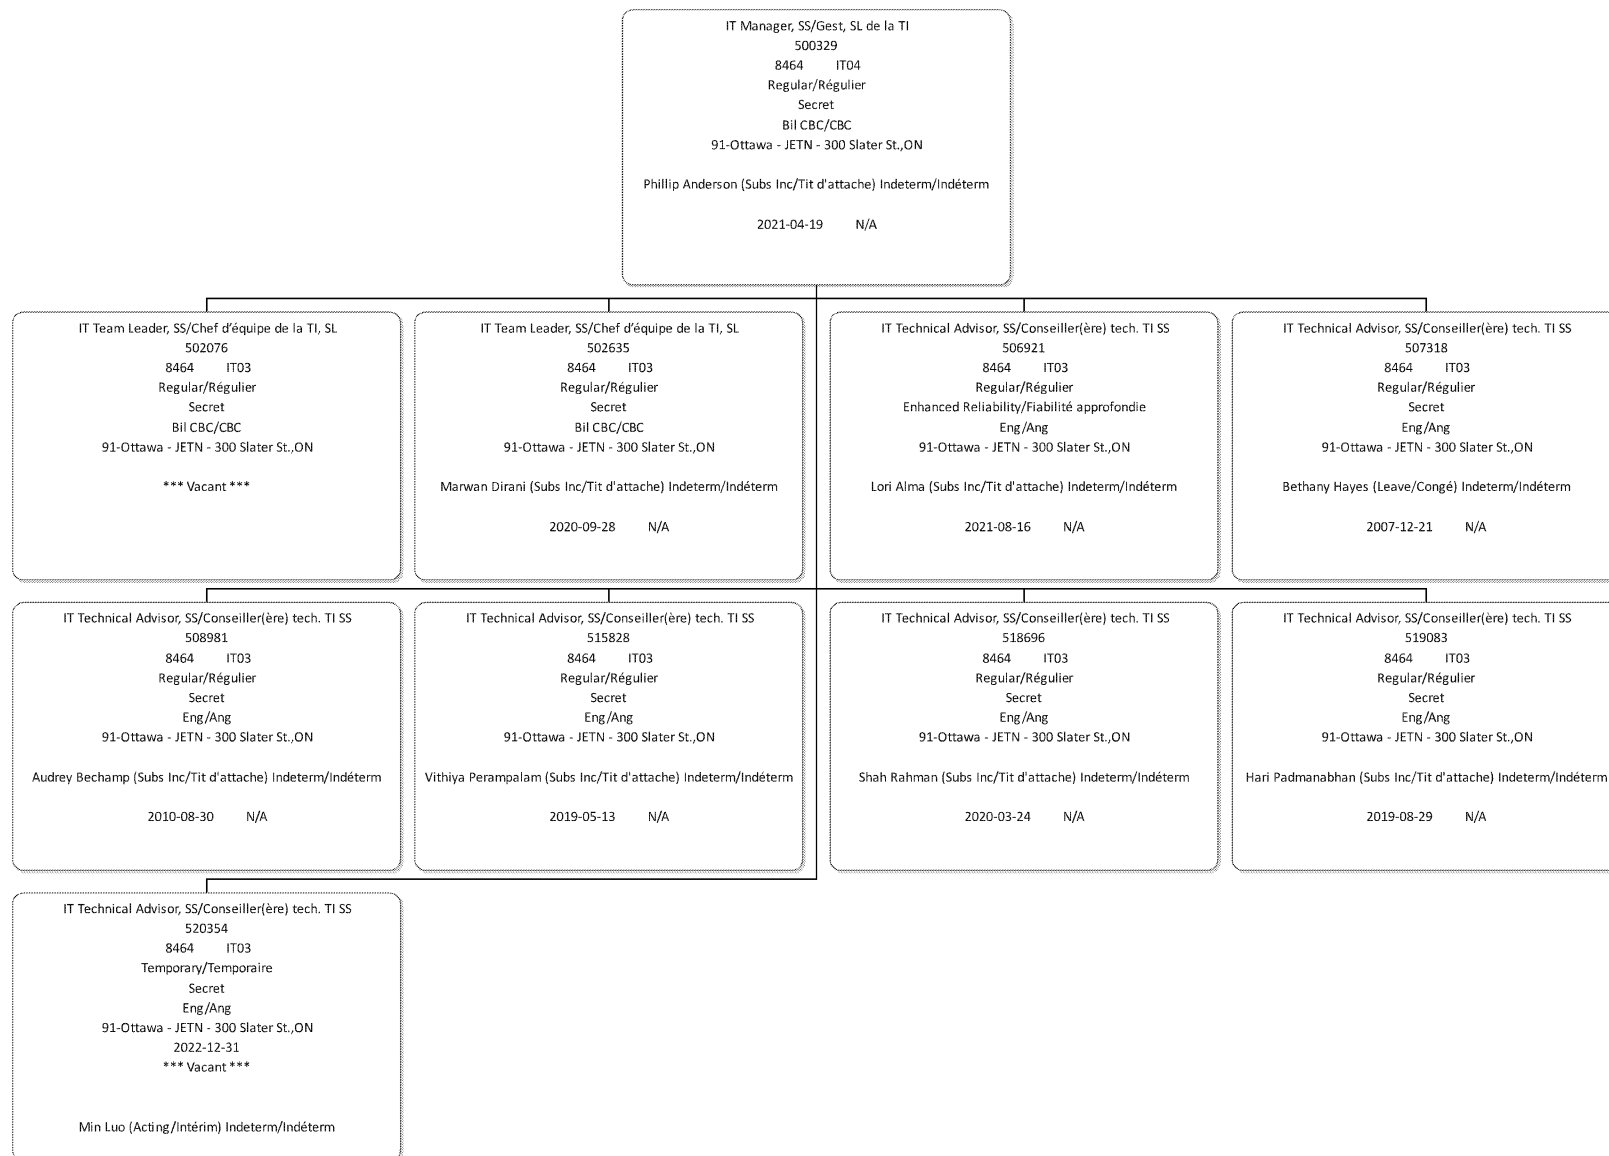 IT Manager, SS/Gest, SL de la TI
500329
8464 IT04
Regular/Régulier
Secret
Bil CBC/CBC
91-Ottawa - JETN - 300 Slater St.,ON
Phillip Anderson (Subs Inc/Tit d'attache) Indeterm/Indéterm
2021-04-19 N/A
IT Team Leader, SS/Chef d’équipe de la TI, SL
502076
8464 IT03
Regular/Régulier
Secret
Bil CBC/CBC
91-Ottawa - JETN - 300 Slater St.,ON
*** Vacant ***
IT Team Leader, SS/Chef d’équipe de la TI, SL
502635
8464 IT03
Regular/Régulier
Secret
Bil CBC/CBC
91-Ottawa - JETN - 300 Slater St.,ON
Marwan Dirani (Subs Inc/Tit d'attache) Indeterm/Indéterm
2020-09-28 N/A
IT Technical Advisor, SS/Conseiller(ère) tech. TI SS
506921
8464 IT03
Regular/Régulier
Enhanced Reliability/Fiabilité approfondie
Eng/Ang
91-Ottawa - JETN - 300 Slater St.,ON
Lori Alma (Subs Inc/Tit d'attache) Indeterm/Indéterm
2021-08-16 N/A
IT Technical Advisor, SS/Conseiller(ère) tech. TI SS
507318
8464 IT03
Regular/Régulier
Secret
Eng/Ang
91-Ottawa - JETN - 300 Slater St.,ON
Bethany Hayes (Leave/Congé) Indeterm/Indéterm
2007-12-21 N/A
IT Technical Advisor, SS/Conseiller(ère) tech. TI SS
508981
8464 IT03
Regular/Régulier
Secret
Eng/Ang
91-Ottawa - JETN - 300 Slater St.,ON
Audrey Bechamp (Subs Inc/Tit d'attache) Indeterm/Indéterm
2010-08-30 N/A
IT Technical Advisor, SS/Conseiller(ère) tech. TI SS
515828
8464 IT03
Regular/Régulier
Secret
Eng/Ang
91-Ottawa - JETN - 300 Slater St.,ON
Vithiya Perampalam (Subs Inc/Tit d'attache) Indeterm/Indéterm
2019-05-13 N/A
IT Technical Advisor, SS/Conseiller(ère) tech. TI SS
518696
8464 IT03
Regular/Régulier
Secret
Eng/Ang
91-Ottawa - JETN - 300 Slater St.,ON
Shah Rahman (Subs Inc/Tit d'attache) Indeterm/Indéterm
2020-03-24 N/A
IT Technical Advisor, SS/Conseiller(ère) tech. TI SS
519083
8464 IT03
Regular/Régulier
Secret
Eng/Ang
91-Ottawa - JETN - 300 Slater St.,ON
Hari Padmanabhan (Subs Inc/Tit d'attache) Indeterm/Indéterm
2019-08-29 N/A
IT Technical Advisor, SS/Conseiller(ère) tech. TI SS
520354
8464 IT03
Temporary/Temporaire
Secret
Eng/Ang
91-Ottawa - JETN - 300 Slater St.,ON
2022-12-31
*** Vacant ***
Min Luo (Acting/Intérim) Indeterm/Indéterm